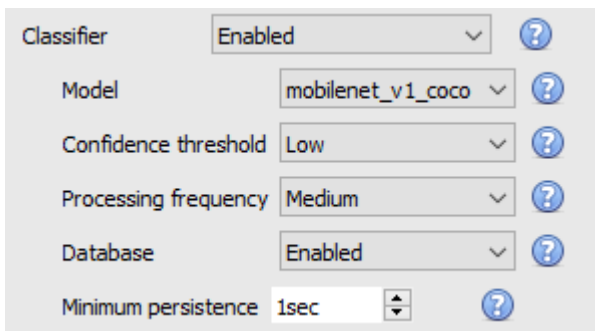 Classifier Enabled
Model mobilenet_v1_coco
Confidence threshold Low
Processing frequency Medium
Database Enabled
Minimum persistence 1sec